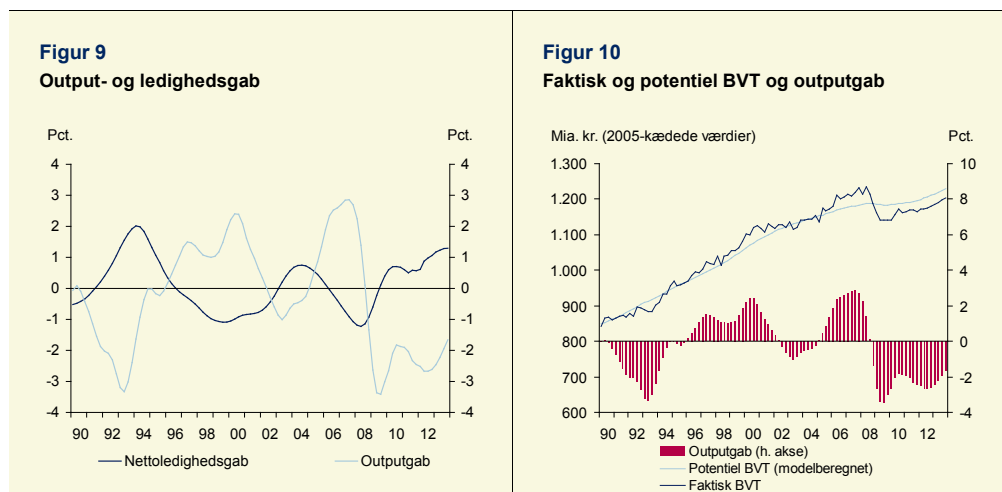 Figur 9
Output- og ledighedsgab
Pct. Pct.
4 4
3 3
2 2
1 1
0 0
-1 -1
-2 -2
-3 -3
-4 -4
90 92 94 96 98 00 02 04 06 08 10 12
Nettoledighedsgab Outputgab
Figur 10
Faktisk og potentiel BVT og outputgab
Mia. kr. (2005-kædede værdier) Pct.
1.300 10
1.200 8
1.100 6
1.000 4
900 2
800 0
700 -2
600 -4
90 92 94 96 98 00 02 04 06 08 10 12
Outputgab (h. akse)
Potentiel BVT (modelberegnet)
Faktisk BVT